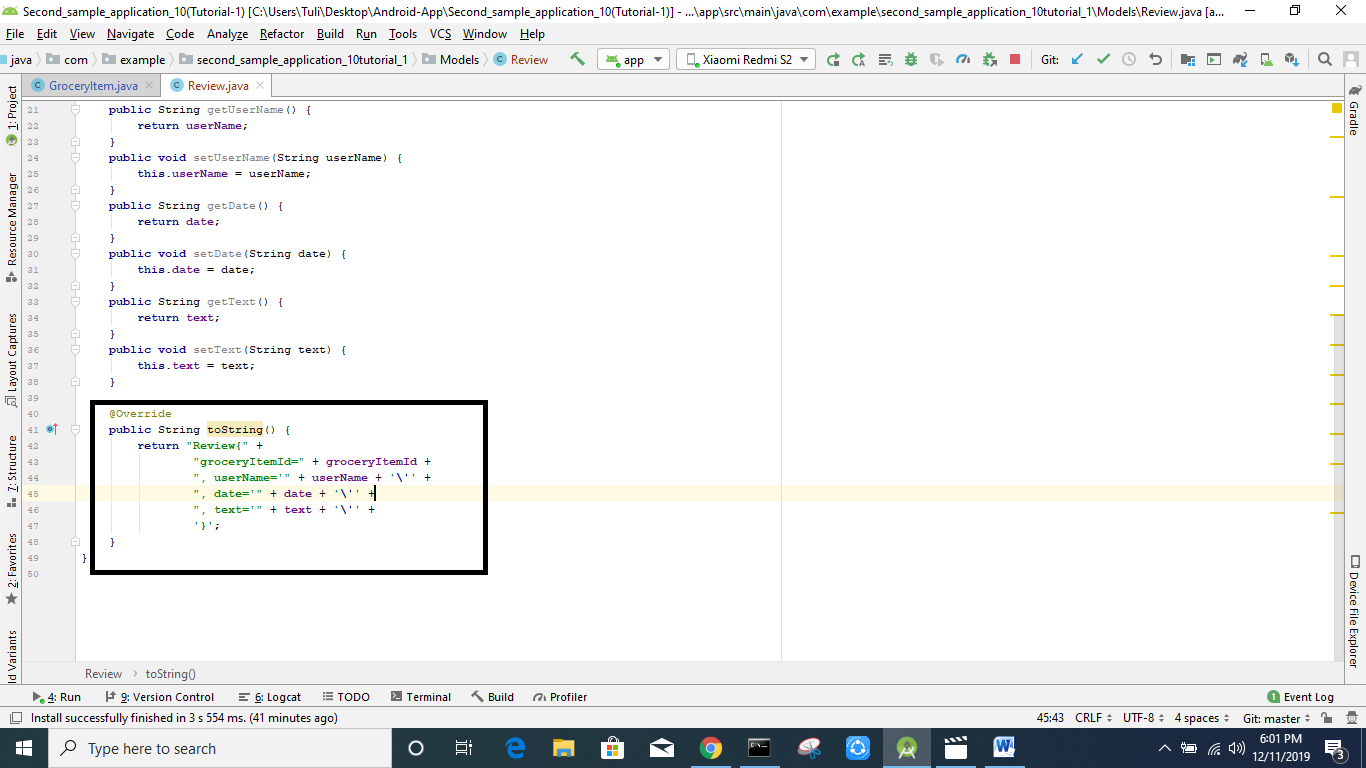 Second_sample_application_10(Tutorial-1) [C:\Users\Tuli\Desktop\Android-App\Second_sample_application_10(Tutorial-1)] - ...\app\src\main\java\com\example\second_sample_application_10tutorial_1\Models\Review.java [a...
File Edit View Navigate Code Analyze Refactor Build Run Tools VCS Window Help
java com example second_sample_application_10tutorial_1 Models Review app Xiaomi Redmi S2 Git:
GroceryItem.java Review.java
1: Project
Resource Manager
Layout Captures
7: Structure
2: Favorites
ld Variants
21 public String getUserName() {
22 return userName;
23 }
24 public void setUserName(String userName) {
25 this.userName = userName;
26 }
27 public String getDate() {
28 return date;
29 }
30 public void setDate(String date) {
31 this.date = date;
32 }
33 public String getText() {
34 return text;
35 }
36 public void setText(String text) {
37 this.text = text;
38 }
39
40 @Override
41 public String toString() {
42 return "Review{" +
43 "groceryItemId=" + groceryItemId +
44 ", userName='" + userName + '\'' +
45 ", date='" + date + '\'' +
46 ", text='" + text + '\'' +
47 '}';
48 }
49 }
50
Gradle
Device File Explorer
Review toString()
4: Run 9: Version Control 6: Logcat TODO Terminal Build Profiler 1 Event Log
Install successfully finished in 3 s 554 ms. (41 minutes ago) 45:43 CRLF UTF-8 4 spaces Git: master
Type here to search
6:01 PM
12/11/2019
3